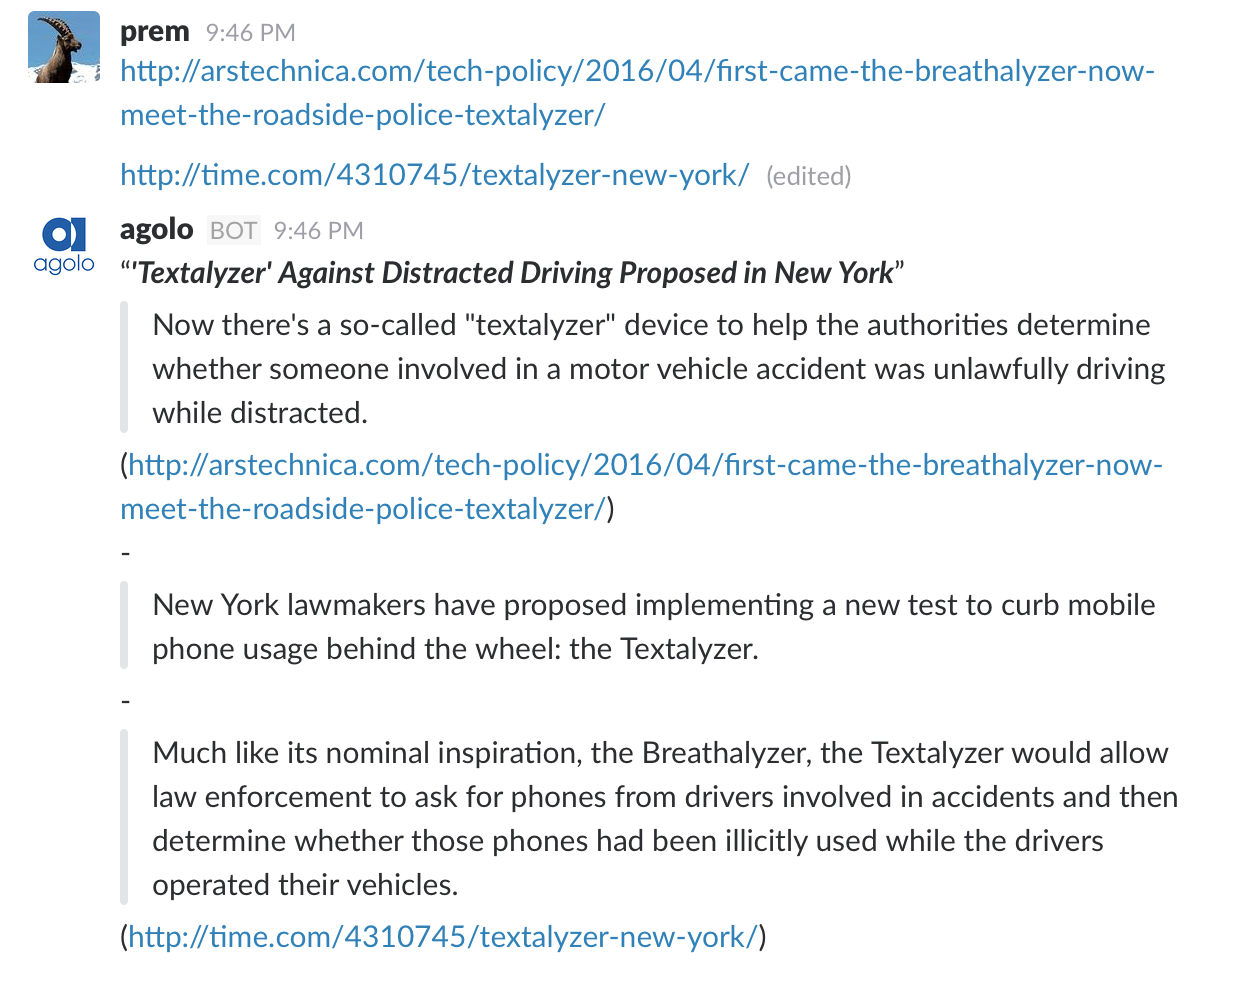 prem 9:46 PM
http://arstechnica.com/tech-policy/2016/04/first-came-the-breathalyzer-now-
meet-the-roadside-police-textalyzer/
http://time.com/4310745/textalyzer-new-york/ (edited)
agolo BOT 9:46 PM
agolo
“'Textalyzer' Against Distracted Driving Proposed in New York”
Now there's a so-called "textalyzer" device to help the authorities determine
whether someone involved in a motor vehicle accident was unlawfully driving
while distracted.
(http://arstechnica.com/tech-policy/2016/04/first-came-the-breathalyzer-now-
meet-the-roadside-police-textalyzer/)
-
New York lawmakers have proposed implementing a new test to curb mobile
phone usage behind the wheel: the Textalyzer.
-
Much like its nominal inspiration, the Breathalyzer, the Textalyzer would allow
law enforcement to ask for phones from drivers involved in accidents and then
determine whether those phones had been illicitly used while the drivers
operated their vehicles.
(http://time.com/4310745/textalyzer-new-york/)